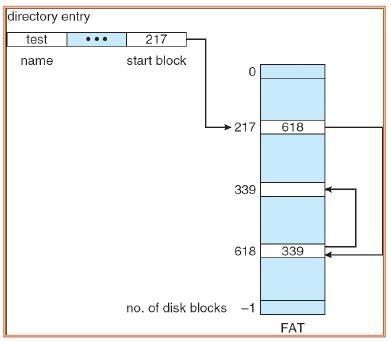 directory entry
test ••• 217
name start block
0
217 618
339
618 339
no. of disk blocks –1
FAT